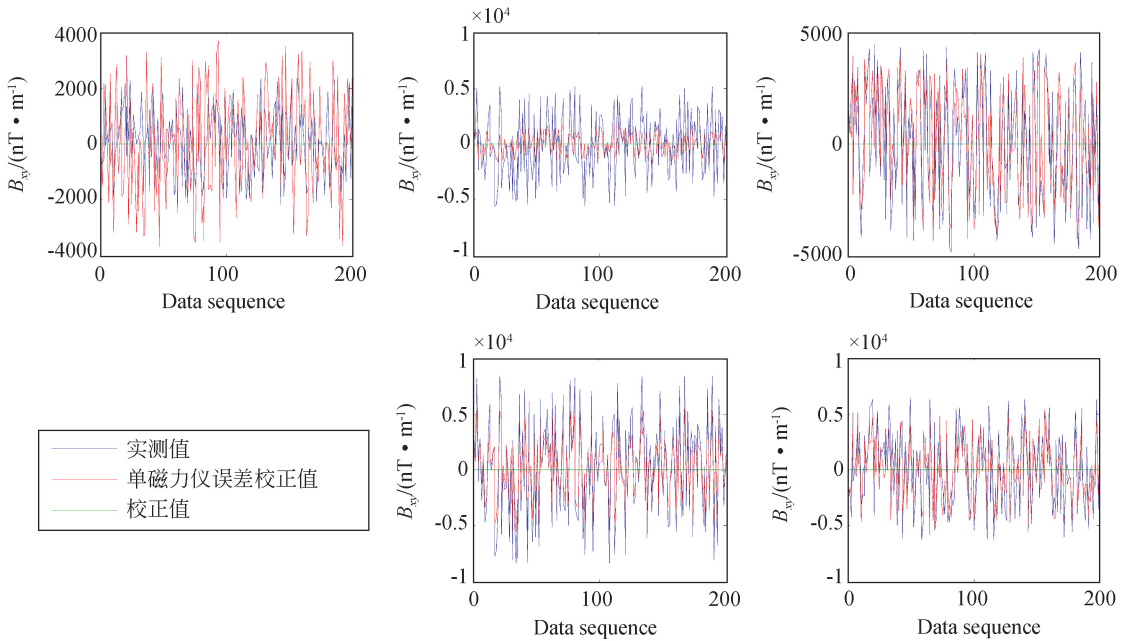 4000
2000
0
-2000
-4000
B_xy/(nT • m⁻¹)
0 100 200
Data sequence
×10⁴
1
0.5
0
-0.5
-1
B_xy/(nT • m⁻¹)
0 100 200
Data sequence
5000
0
-5000
B_xy/(nT • m⁻¹)
0 100 200
Data sequence
实测值
单磁力仪误差校正值
校正值
×10⁴
1
0.5
0
-0.5
-1
B_xy/(nT • m⁻¹)
0 100 200
Data sequence
×10⁴
1
0.5
0
-0.5
-1
B_xy/(nT • m⁻¹)
0 100 200
Data sequence